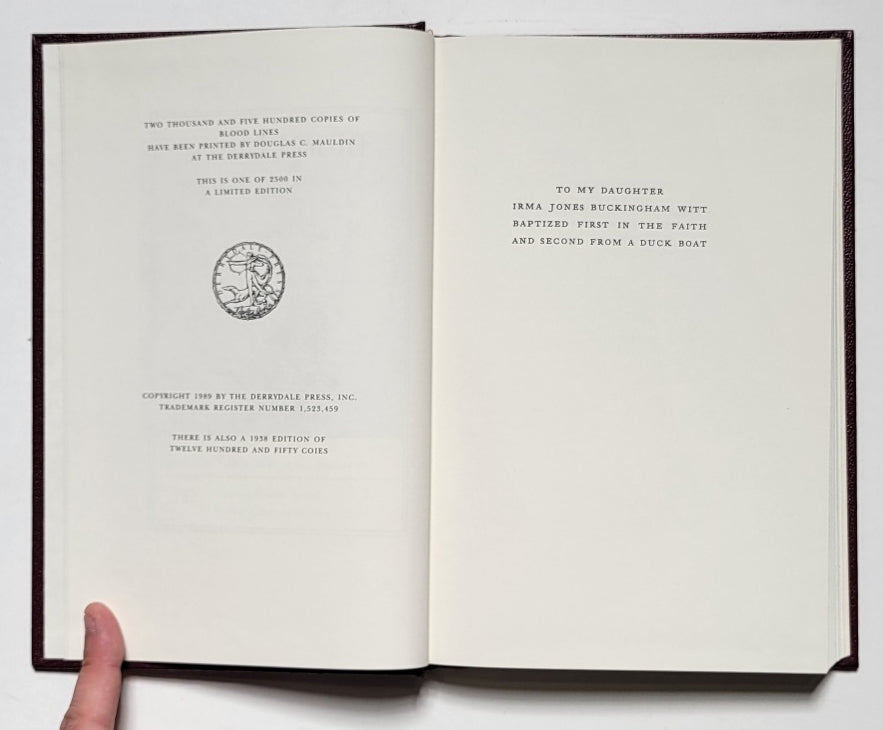 TWO THOUSAND AND FIVE HUNDRED COPIES OF
BLOOD LINES
HAVE BEEN PRINTED BY DOUGLAS C. MAULDIN
AT THE DERRYDALE PRESS
THIS IS ONE OF 2500 IN
A LIMITED EDITION
COPYRIGHT 1989 BY THE DERRYDALE PRESS, INC.
TRADEMARK REGISTER NUMBER 1,523,459
THERE IS ALSO A 1938 EDITION OF
TWELVE HUNDRED AND FIFTY COIES
TO MY DAUGHTER
IRMA JONES BUCKINGHAM WITT
BAPTIZED FIRST IN THE FAITH
AND SECOND FROM A DUCK BOAT